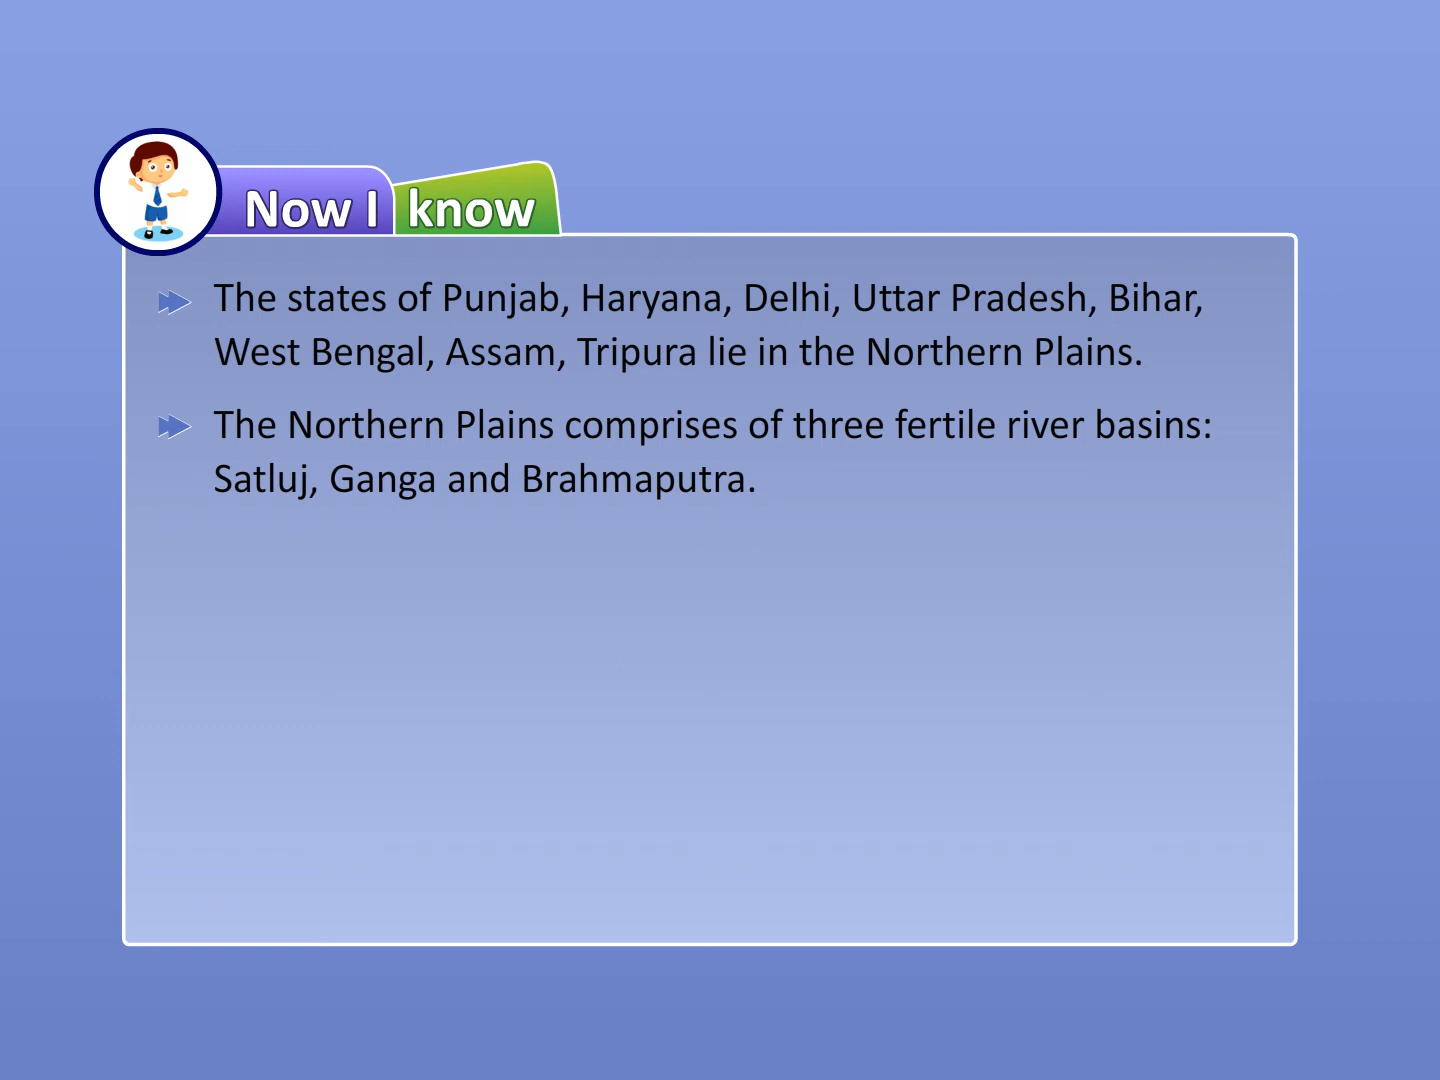 Now I know
The states of Punjab, Haryana, Delhi, Uttar Pradesh, Bihar,
West Bengal, Assam, Tripura lie in the Northern Plains.
The Northern Plains comprises of three fertile river basins:
Satluj, Ganga and Brahmaputra.